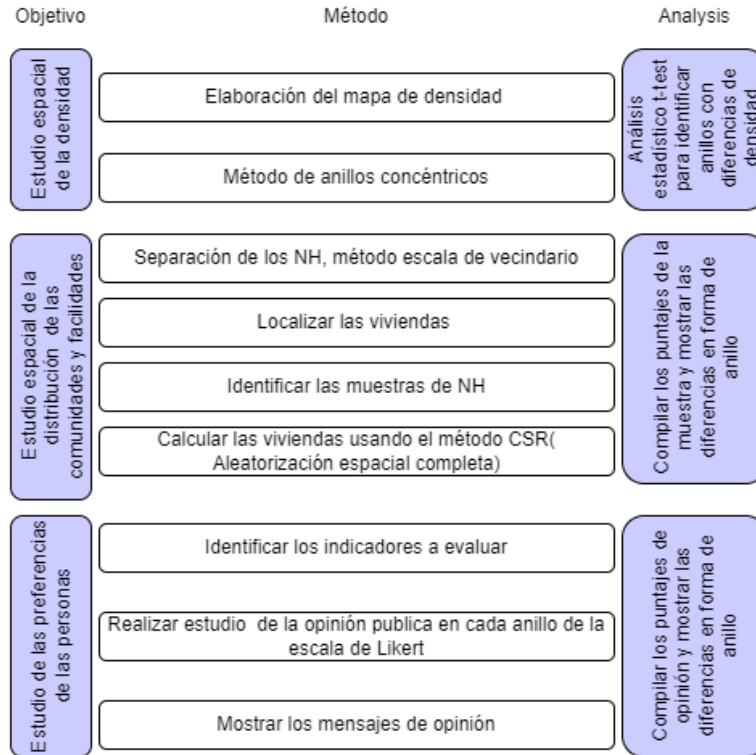 Objetivo
Método
Analysis
Estudio espacial
de la densidad
Elaboración del mapa de densidad
Método de anillos concéntricos
Análisis
estadístico t-test
para identificar
anillos con
diferencias de
densidad
Estudio espacial de la
distribución de las
comunidades y facilidades
Separación de los NH, método escala de vecindario
Localizar las viviendas
Identificar las muestras de NH
Calcular las viviendas usando el método CSR(
Aleatorización espacial completa)
Compilar los puntajes de la
muestra y mostrar las
diferencias en forma de
anillo
Estudio de las preferencias
de las personas
Identificar los indicadores a evaluar
Realizar estudio de la opinión publica en cada anillo de la
escala de Likert
Mostrar los mensajes de opinión
Compilar los puntajes de
opinión y mostrar las
diferencias en forma de
anillo